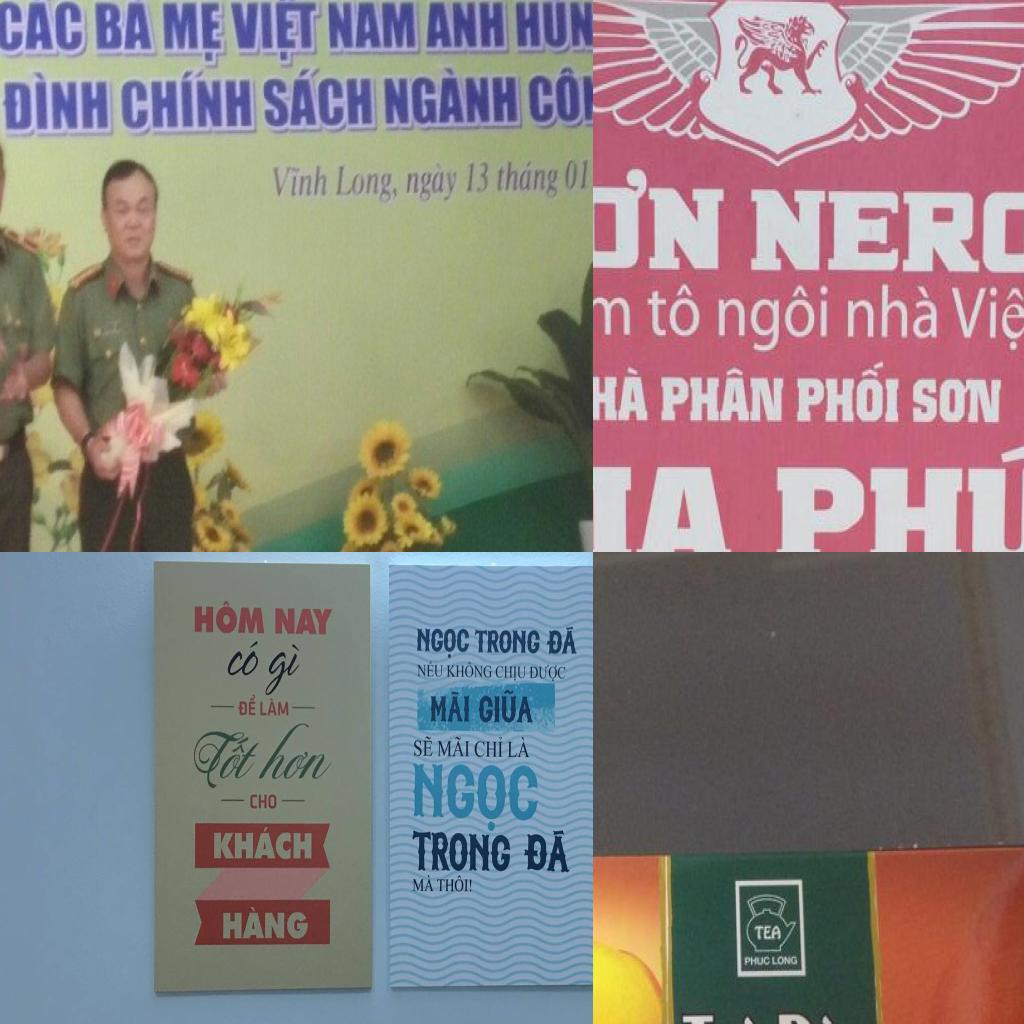 CÁC BÀ MẸ VIỆT NAM ANH HÙN
ĐÌNH CHÍNH SÁCH NGÀNH CÔN
Vĩnh Long, ngày 13 tháng 01
ƠN NERO
m tô ngôi nhà Việ
HÀ PHÂN PHỐI SƠN
IA PHÚ
HÔM NAY
có gì
ĐỂ LÀM
Tốt hơn
CHO
KHÁCH
HÀNG
NGỌC TRONG ĐÁ
NẾU KHÔNG CHỊU ĐƯỢC
MÀI GIŨA
SẼ MÃI CHỈ LÀ
NGỌC
TRONG ĐÁ
MÀ THÔI!
TEA
PHUC LONG